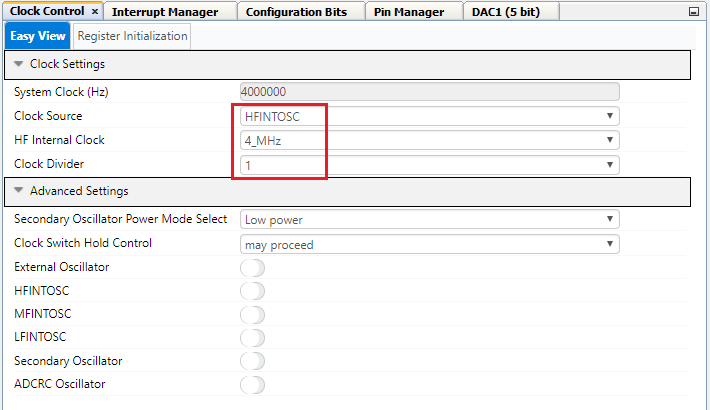 Clock Control × Interrupt Manager Configuration Bits Pin Manager DAC1 (5 bit)
Easy View Register Initialization
Clock Settings
System Clock (Hz) 4000000
Clock Source HFINTOSC
HF Internal Clock 4_MHz
Clock Divider 1
Advanced Settings
Secondary Oscillator Power Mode Select Low power
Clock Switch Hold Control may proceed
External Oscillator
HFINTOSC
MFINTOSC
LFINTOSC
Secondary Oscillator
ADCRC Oscillator